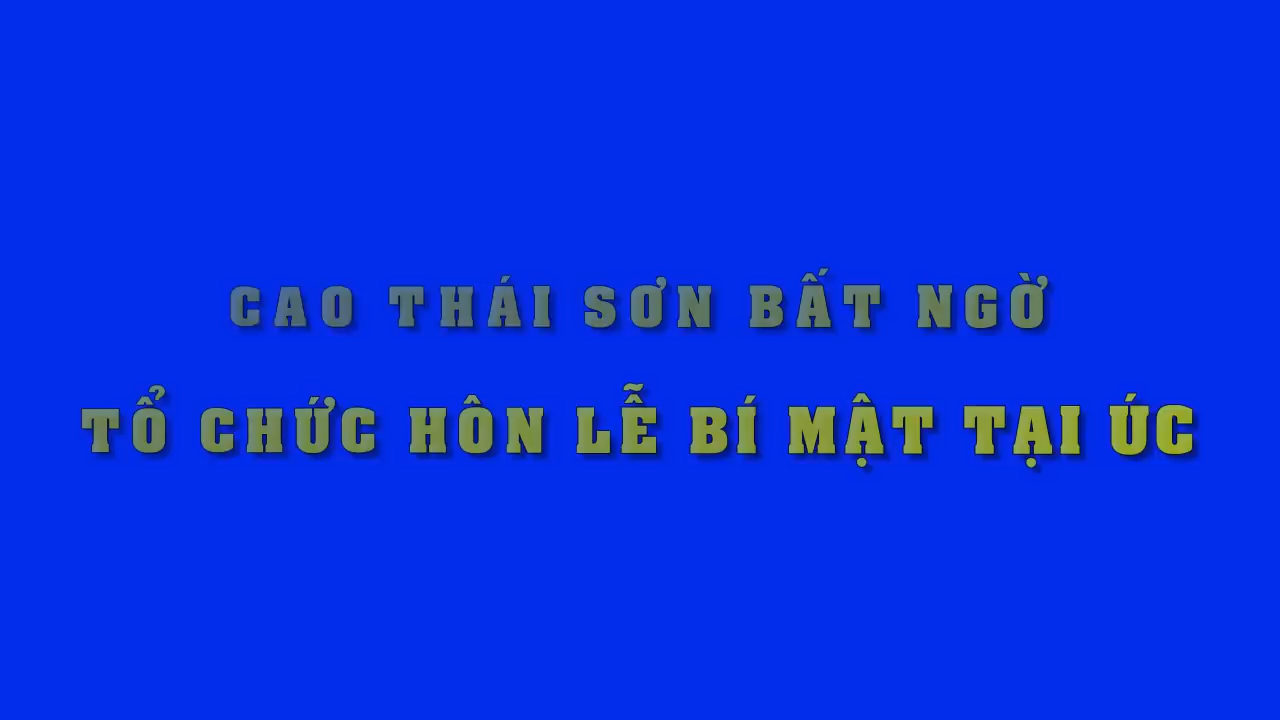 CAO THÁI SƠN BẤT NGỜ
TỔ CHỨC HÔN LỄ BÍ MẬT TẠI ÚC